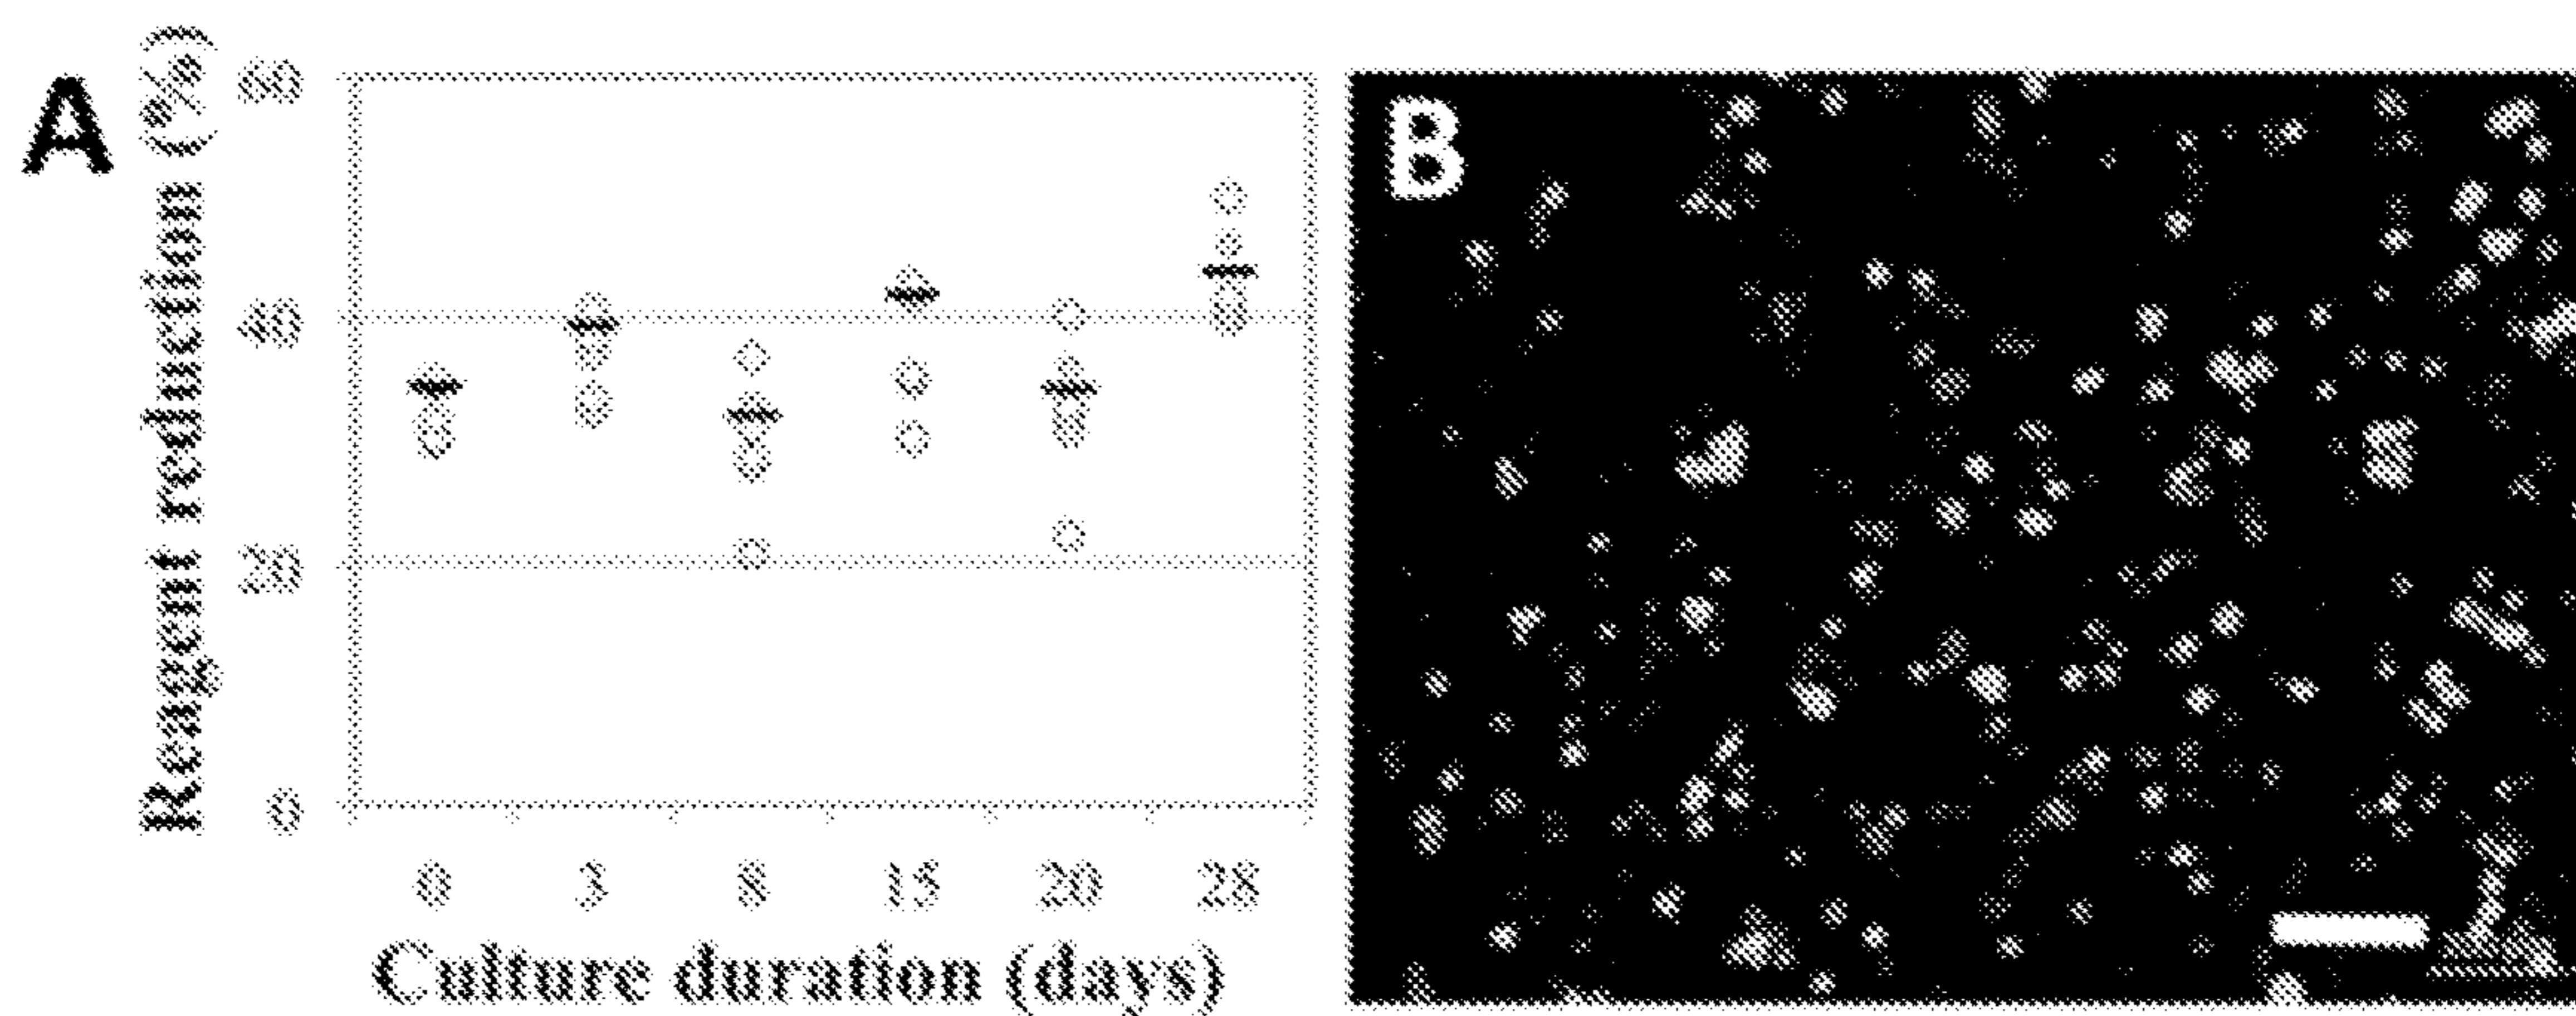 A
Reagent reduction (%)
60
40
20
0
0 3 8 15 20 28
Culture duration (days)
B